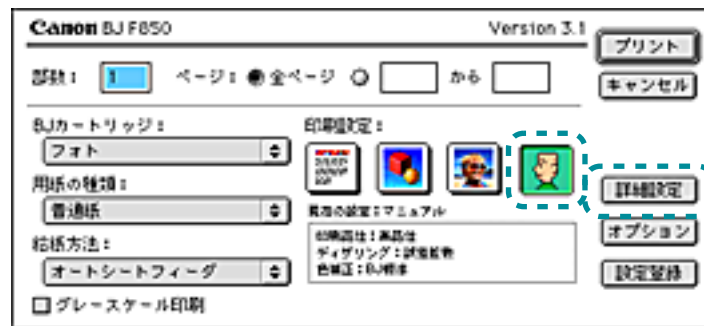 Canon BJ F850
Version 3.1
プリント
部数： 1 ページ： 全ページ から
キャンセル
BJカートリッジ：
フォト
印刷設定：
用紙の種類：
普通紙
詳細設定
現在の設定：マニュアル
印刷品位：高品位
ディザリング：誤差拡散
色補正：BJ標準
オプション
給紙方法：
オートシートフィーダ
設定登録
グレースケール印刷